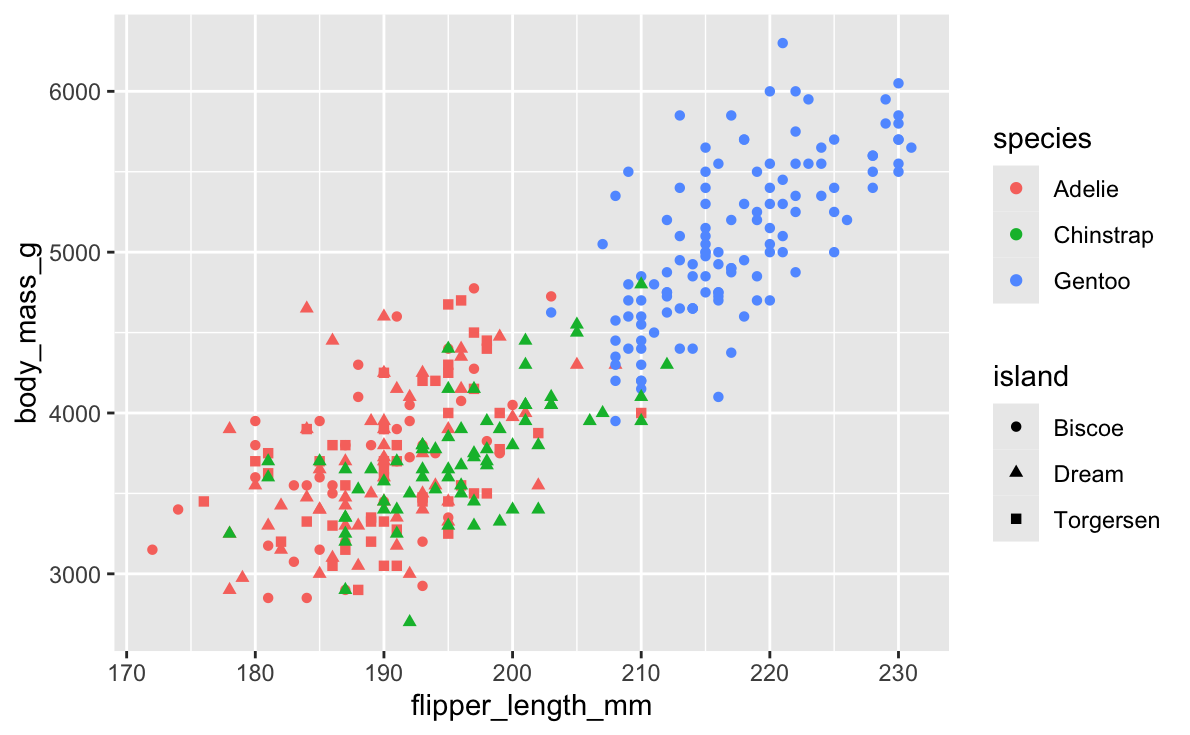 6000
5000
4000
3000
body_mass_g
170 180 190 200 210 220 230
flipper_length_mm
species
Adelie
Chinstrap
Gentoo
island
Biscoe
Dream
Torgersen